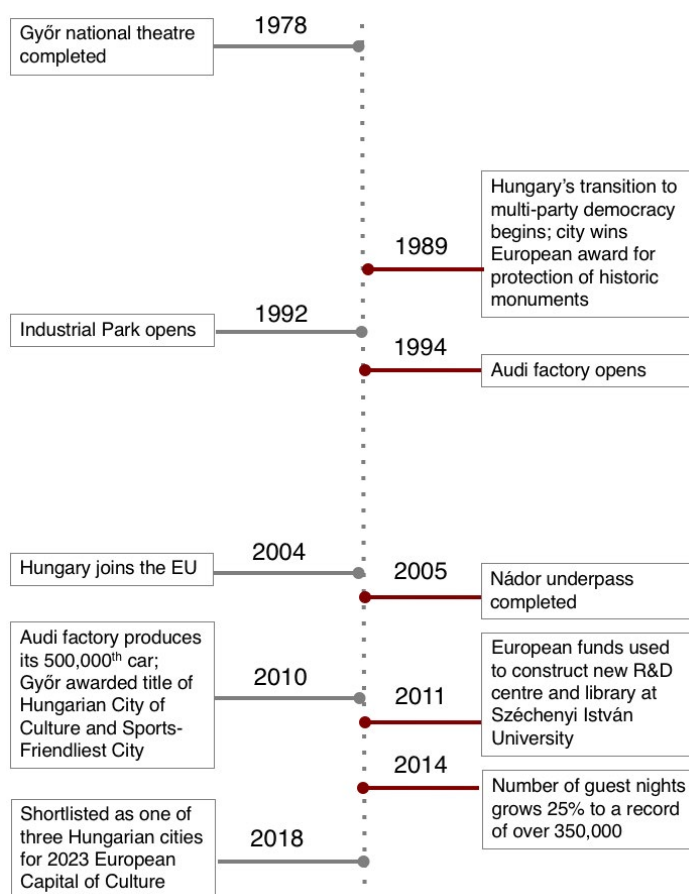 Győr national theatre
completed
1978
Hungary’s transition to
multi-party democracy
begins; city wins
European award for
protection of historic
monuments
1989
Industrial Park opens
1992
1994
Audi factory opens
Hungary joins the EU
2004
2005
Nádor underpass
completed
Audi factory produces
its 500,000th car;
Győr awarded title of
Hungarian City of
Culture and Sports-
Friendliest City
2010
2011
European funds used
to construct new R&D
centre and library at
Széchenyi István
University
2014
Number of guest nights
grows 25% to a record
of over 350,000
Shortlisted as one of
three Hungarian cities
for 2023 European
Capital of Culture
2018